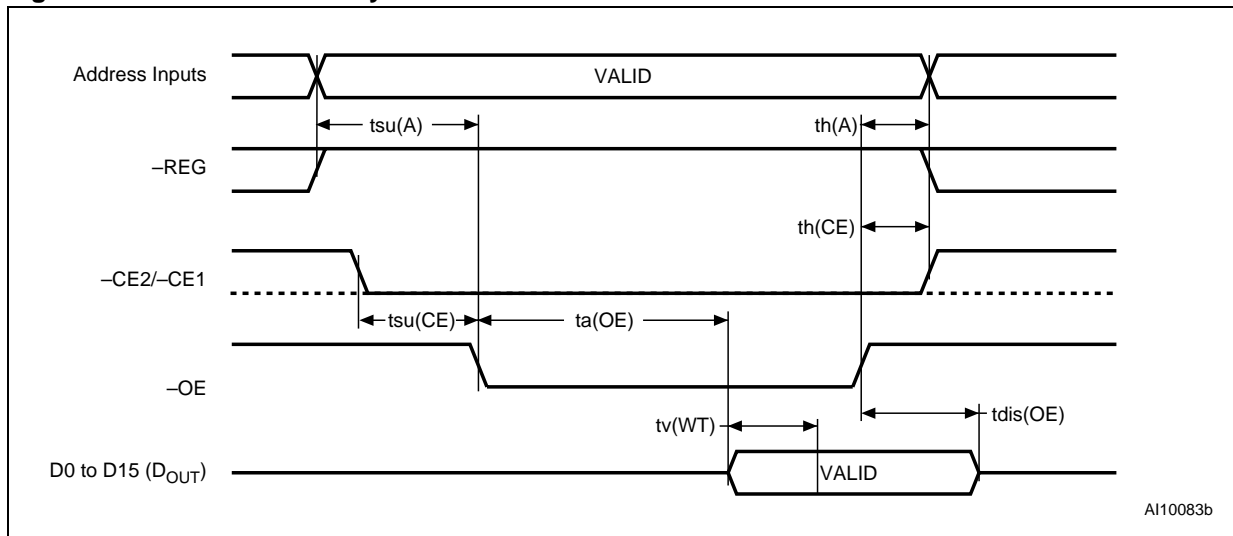 Address Inputs
VALID
tsu(A)
th(A)
–REG
th(CE)
–CE2/–CE1
tsu(CE)
ta(OE)
–OE
tv(WT)
tdis(OE)
D0 to D15 (DOUT)
VALID
AI10083b